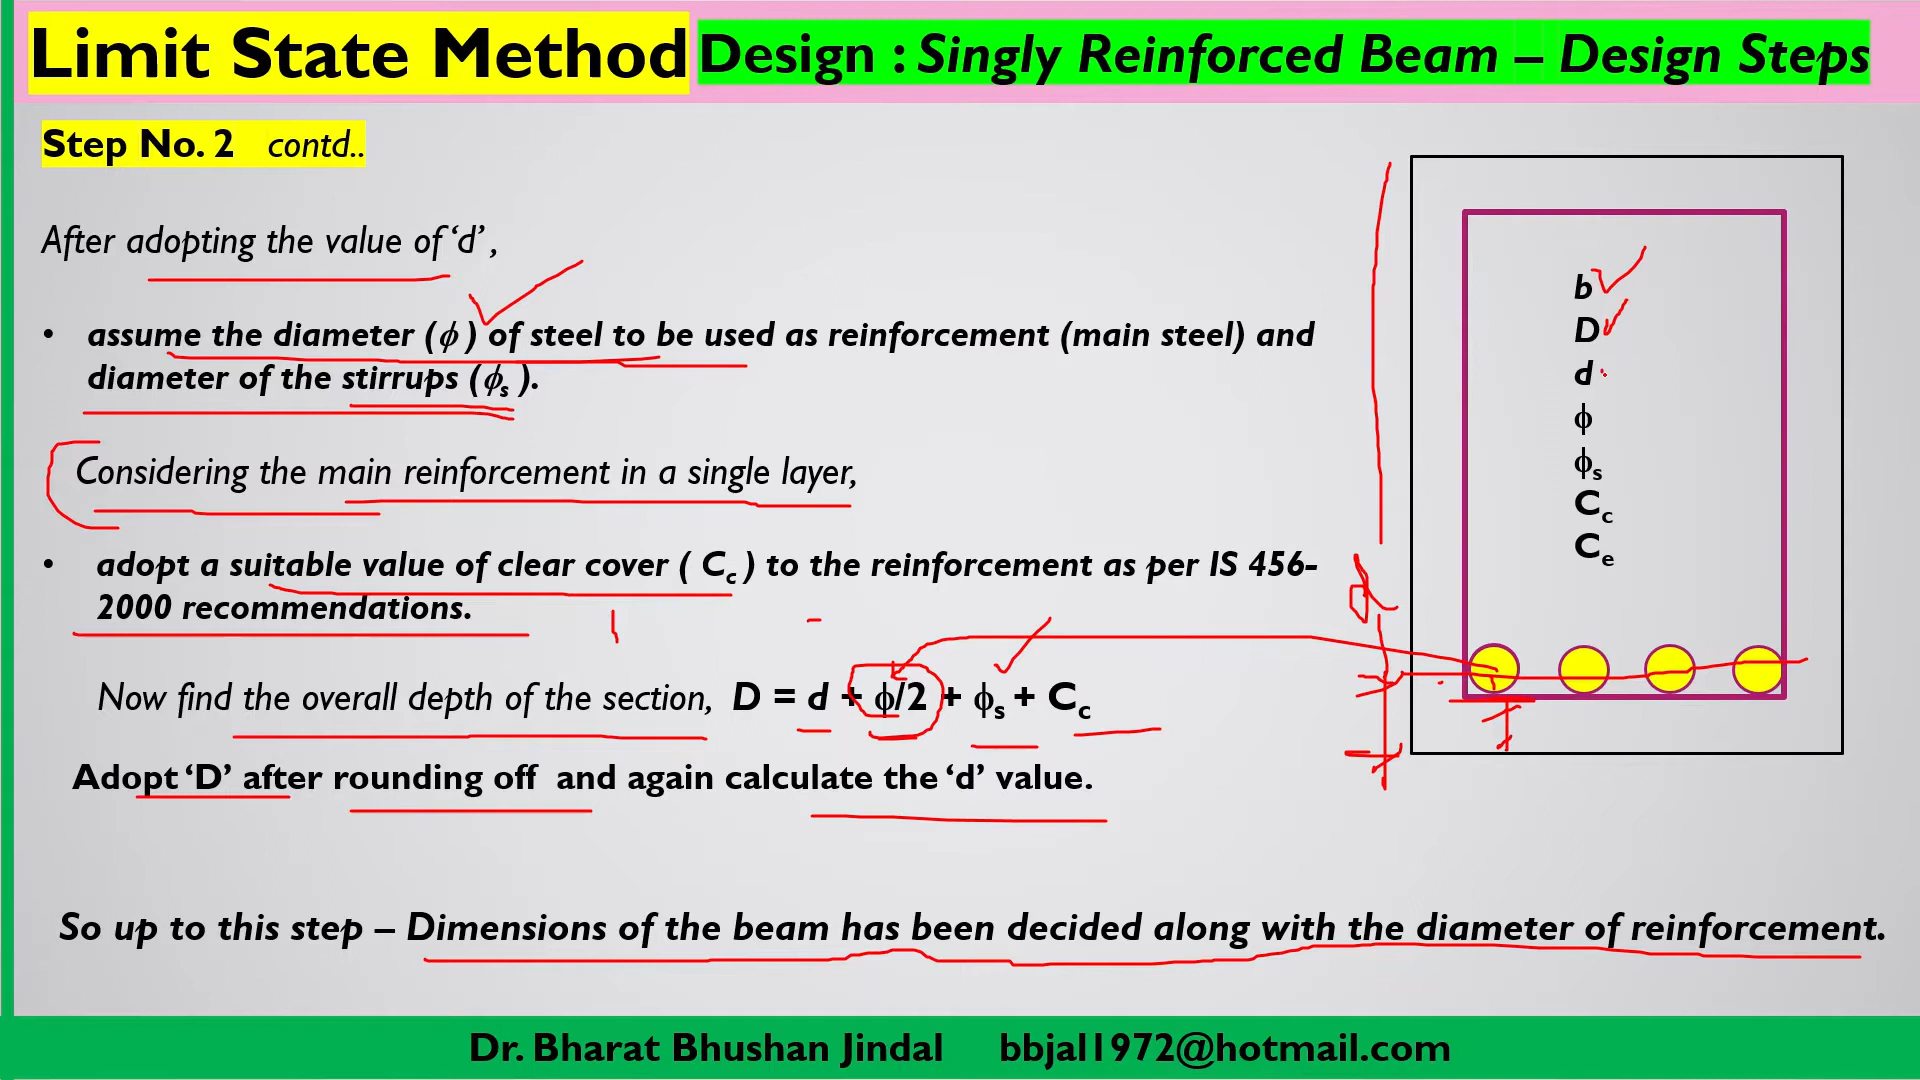 Limit State Method Design : Singly Reinforced Beam – Design Steps
Step No. 2 contd..
After adopting the value of ‘d’ ,
• assume the diameter (ϕ ) of steel to be used as reinforcement (main steel) and
diameter of the stirrups (ϕs ).
Considering the main reinforcement in a single layer,
• adopt a suitable value of clear cover ( Cc ) to the reinforcement as per IS 456-
2000 recommendations.
Now find the overall depth of the section, D = d + ϕ/2 + ϕs + Cc
Adopt ‘D’ after rounding off and again calculate the ‘d’ value.
So up to this step – Dimensions of the beam has been decided along with the diameter of reinforcement.
b
D
d
ϕ
ϕs
Cc
Ce
d
Dr. Bharat Bhushan Jindal bbjal1972@hotmail.com